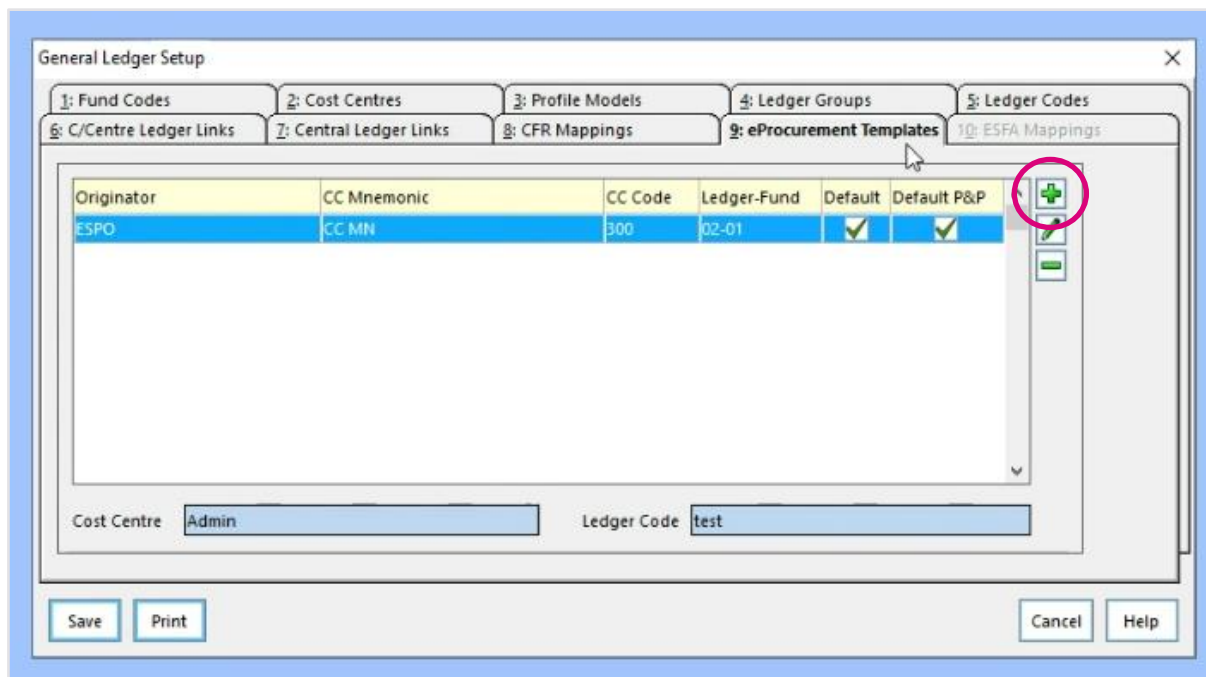 General Ledger Setup
1: Fund Codes 2: Cost Centres 3: Profile Models 4: Ledger Groups 5: Ledger Codes
6: C/Centre Ledger Links 7: Central Ledger Links 8: CFR Mappings 9: eProcurement Templates 10: ESFA Mappings
Originator CC Mnemonic CC Code Ledger-Fund Default Default P&P
ESPO CC MN 300 02-01
Cost Centre Admin Ledger Code test
Save Print Cancel Help